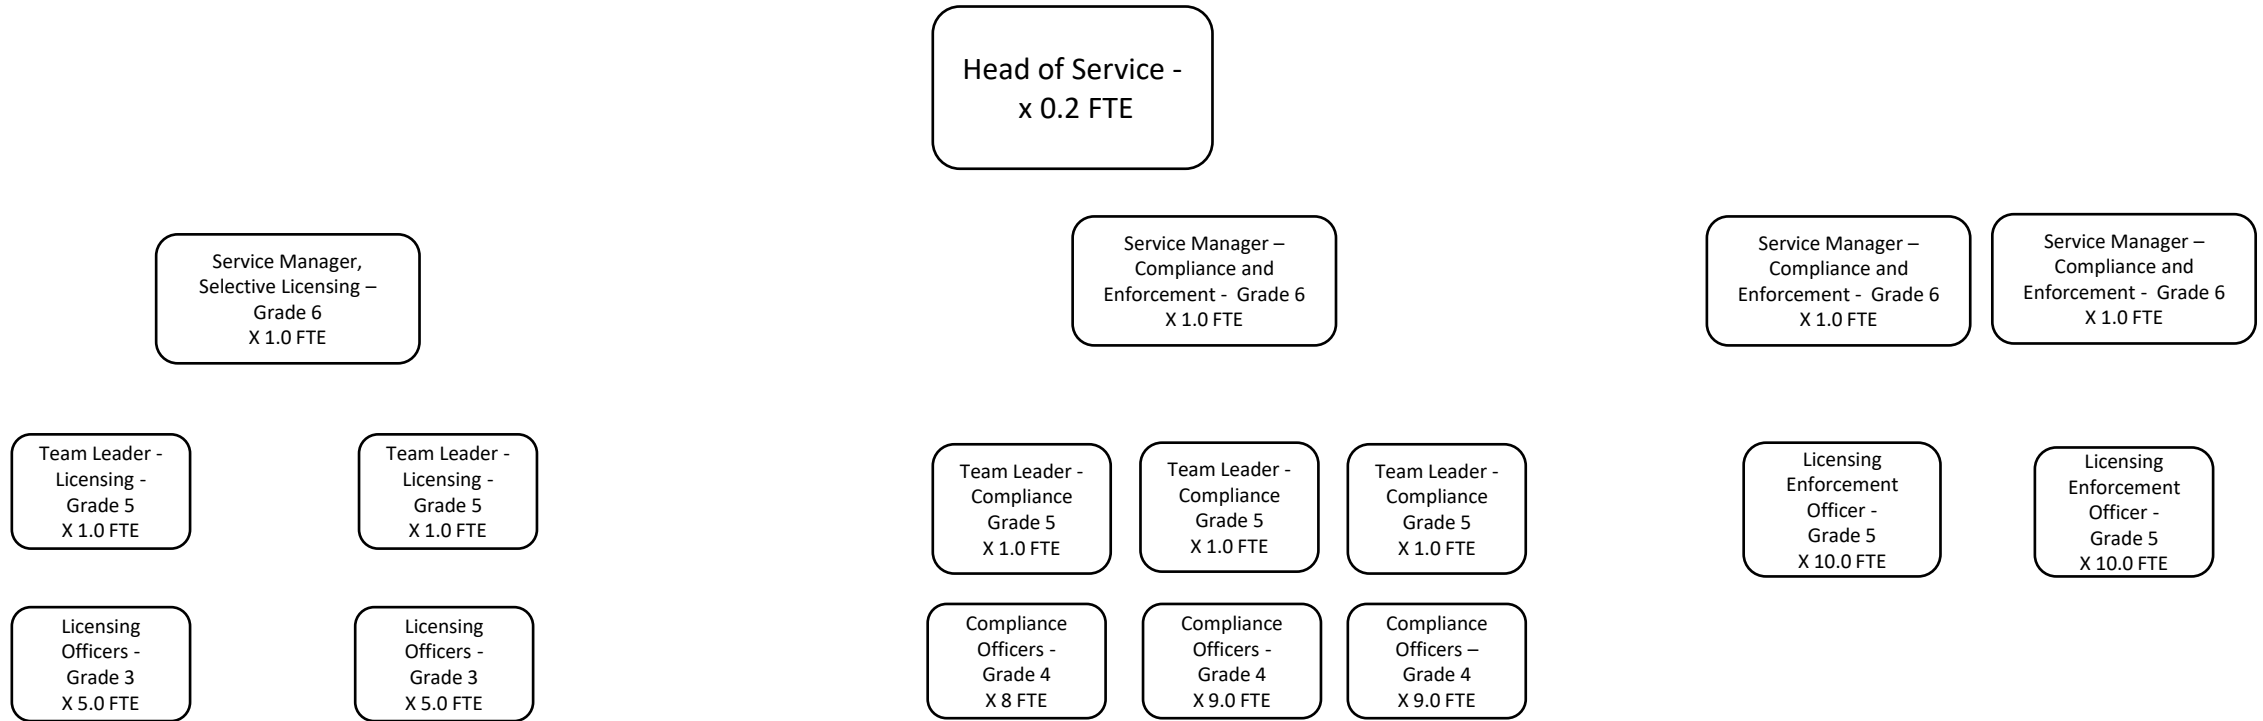 Head of Service -
x 0.2 FTE
Service Manager,
Selective Licensing –
Grade 6
X 1.0 FTE
Service Manager –
Compliance and
Enforcement -  Grade 6
X 1.0 FTE
Service Manager –
Compliance and
Enforcement -  Grade 6
X 1.0 FTE
Service Manager –
Compliance and
Enforcement -  Grade 6
X 1.0 FTE
Team Leader -
Licensing -
Grade 5
X 1.0 FTE
Team Leader -
Licensing -
Grade 5
X 1.0 FTE
Team Leader -
Compliance
Grade 5
X 1.0 FTE
Team Leader -
Compliance
Grade 5
X 1.0 FTE
Team Leader -
Compliance
Grade 5
X 1.0 FTE
Licensing
Enforcement
Officer -
Grade 5
X 10.0 FTE
Licensing
Enforcement
Officer -
Grade 5
X 10.0 FTE
Licensing
Officers -
Grade 3
X 5.0 FTE
Licensing
Officers -
Grade 3
X 5.0 FTE
Compliance
Officers -
Grade 4
X 8 FTE
Compliance
Officers -
Grade 4
X 9.0 FTE
Compliance
Officers –
Grade 4
X 9.0 FTE